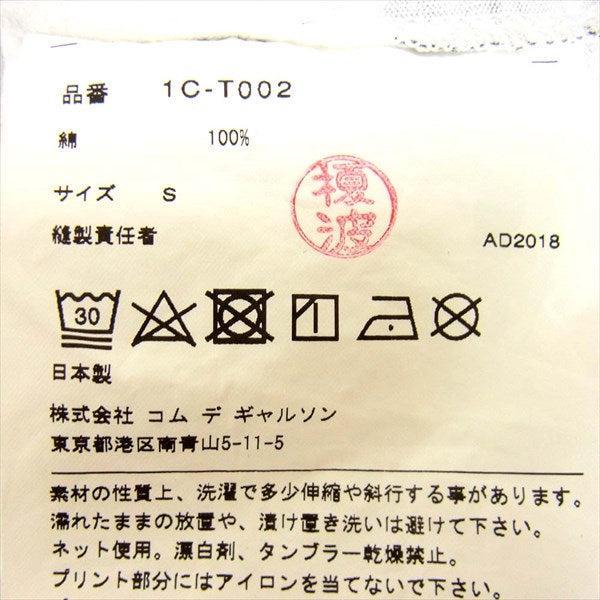 品番 1C-T002
綿 100%
サイズ S
榎波
縫製責任者 AD2018
30
日本製
株式会社 コム デ ギャルソン
東京都港区南青山5-11-5
素材の性質上、洗濯で多少伸縮や斜行する事があります。
濡れたままの放置や、漬け置き洗いは避けて下さい。
ネット使用。漂白剤、タンブラー乾燥禁止。
プリント部分にはアイロンを当てないで下さい。